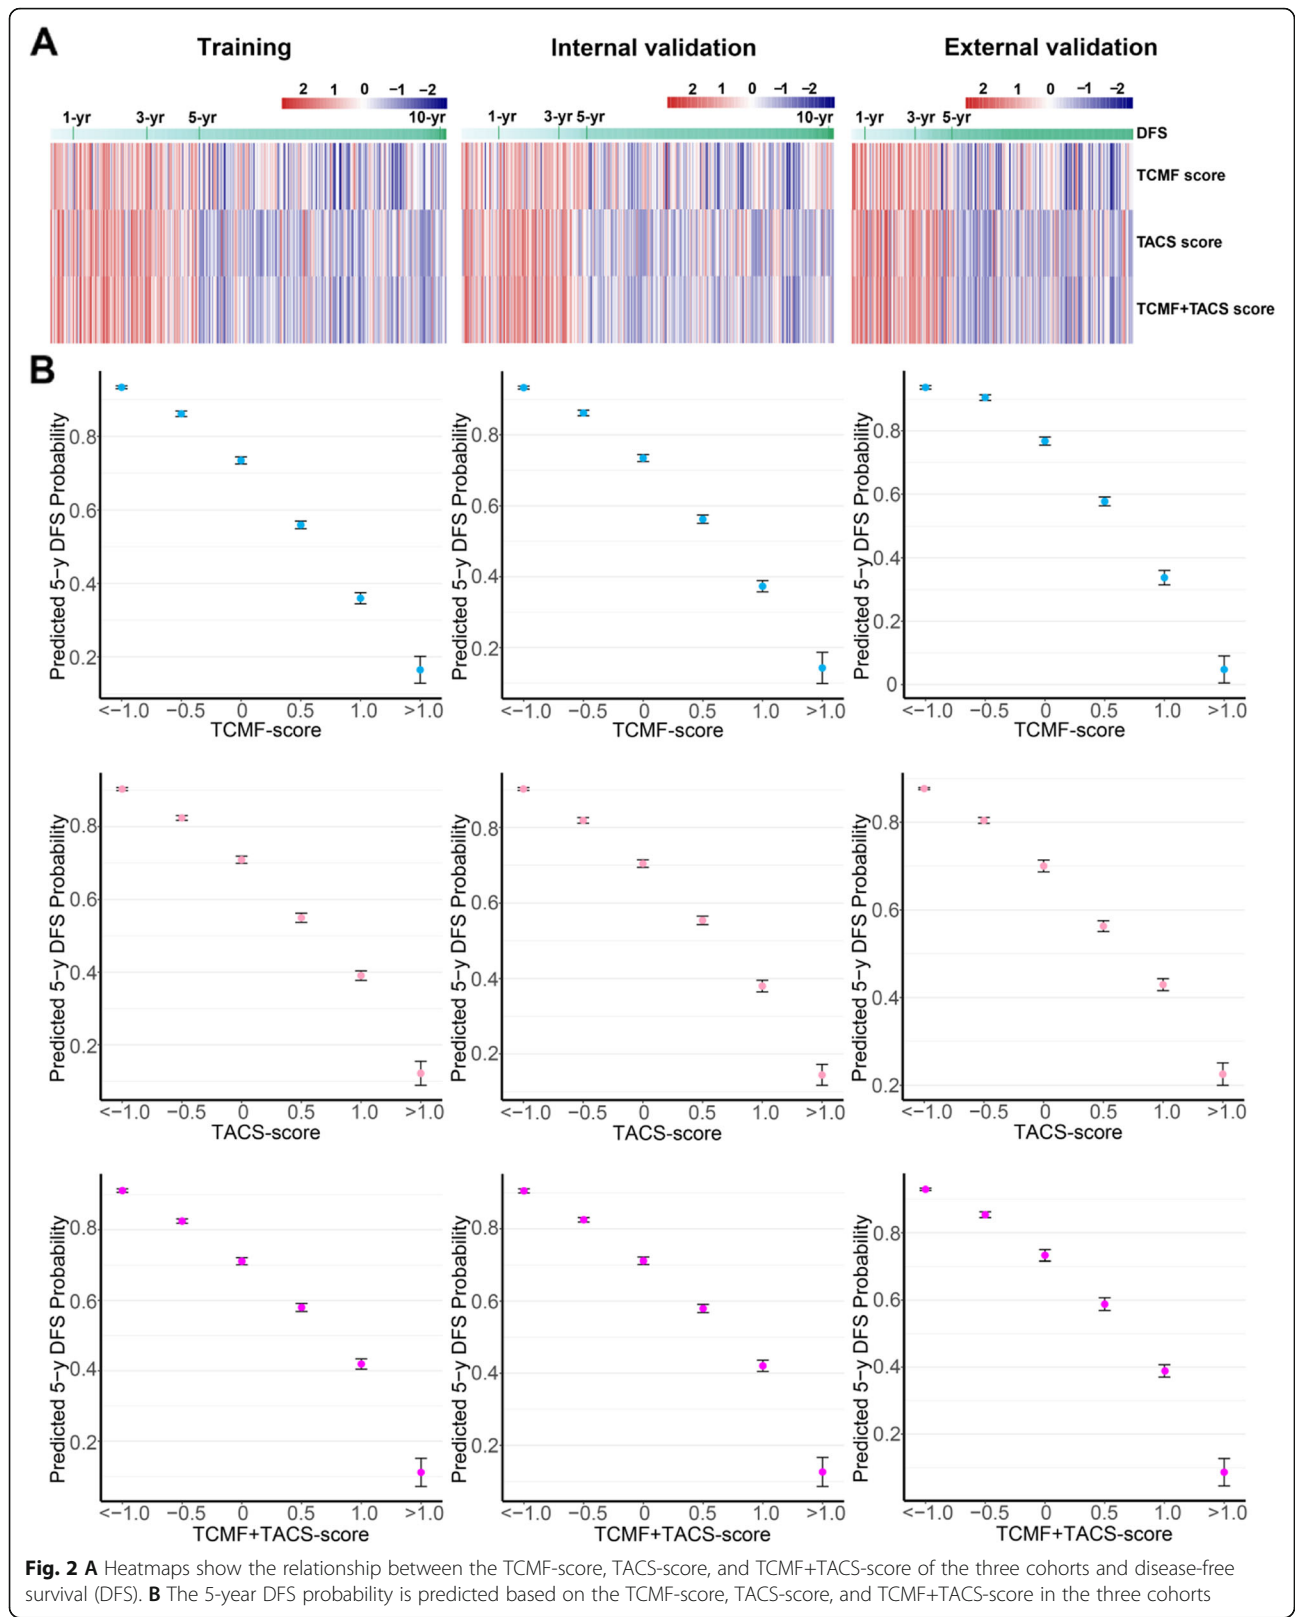 A
Training
Internal validation
External validation
2 1 0 −1 −2
2 1 0 −1 −2
2 1 0 −1 −2
1-yr 3-yr 5-yr 10-yr
1-yr 3-yr 5-yr 10-yr
1-yr 3-yr 5-yr
DFS
TCMF score
TACS score
TCMF+TACS score
B
Predicted 5−y DFS Probability
0.8
0.6
0.4
0.2
<−1.0 −0.5 0 0.5 1.0 >1.0
TCMF-score
Predicted 5−y DFS Probability
0.8
0.6
0.4
0.2
<−1.0 −0.5 0 0.5 1.0 >1.0
TCMF-score
Predicted 5−y DFS Probability
0.8
0.6
0.4
0.2
0
<−1.0 −0.5 0 0.5 1.0 >1.0
TCMF-score
Predicted 5−y DFS Probability
0.8
0.6
0.4
0.2
<−1.0 −0.5 0 0.5 1.0 >1.0
TACS-score
Predicted 5−y DFS Probability
0.8
0.6
0.4
0.2
<−1.0 −0.5 0 0.5 1.0 >1.0
TACS-score
Predicted 5−y DFS Probability
0.8
0.6
0.4
0.2
<−1.0 −0.5 0 0.5 1.0 >1.0
TACS-score
Predicted 5−y DFS Probability
0.8
0.6
0.4
0.2
<−1.0 −0.5 0 0.5 1.0 >1.0
TCMF+TACS-score
Predicted 5−y DFS Probability
0.8
0.6
0.4
0.2
<−1.0 −0.5 0 0.5 1.0 >1.0
TCMF+TACS-score
Predicted 5−y DFS Probability
0.8
0.6
0.4
0.2
<−1.0 −0.5 0 0.5 1.0 >1.0
TCMF+TACS-score
Fig. 2 A Heatmaps show the relationship between the TCMF-score, TACS-score, and TCMF+TACS-score of the three cohorts and disease-free
survival (DFS). B The 5-year DFS probability is predicted based on the TCMF-score, TACS-score, and TCMF+TACS-score in the three cohorts